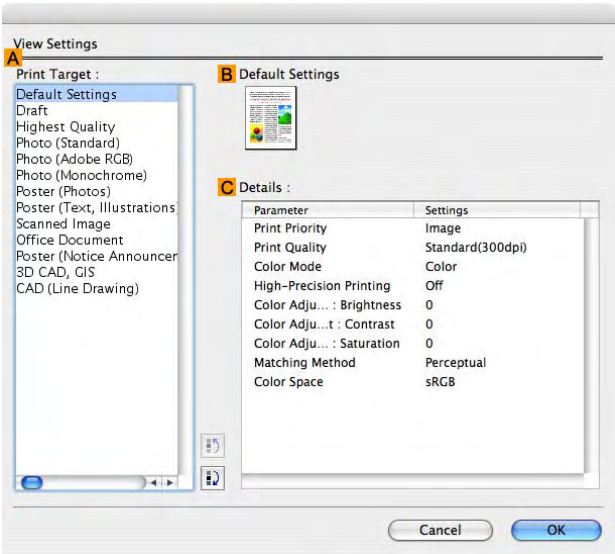 View Settings
A
Print Target :
Default Settings
Draft
Highest Quality
Photo (Standard)
Photo (Adobe RGB)
Photo (Monochrome)
Poster (Photos)
Poster (Text, Illustrations
Scanned Image
Office Document
Poster (Notice Announcer
3D CAD, GIS
CAD (Line Drawing)
B Default Settings
C Details :
Parameter Settings
Print Priority Image
Print Quality Standard(300dpi)
Color Mode Color
High-Precision Printing Off
Color Adju... : Brightness 0
Color Adju...t : Contrast 0
Color Adju... : Saturation 0
Matching Method Perceptual
Color Space sRGB
Cancel OK